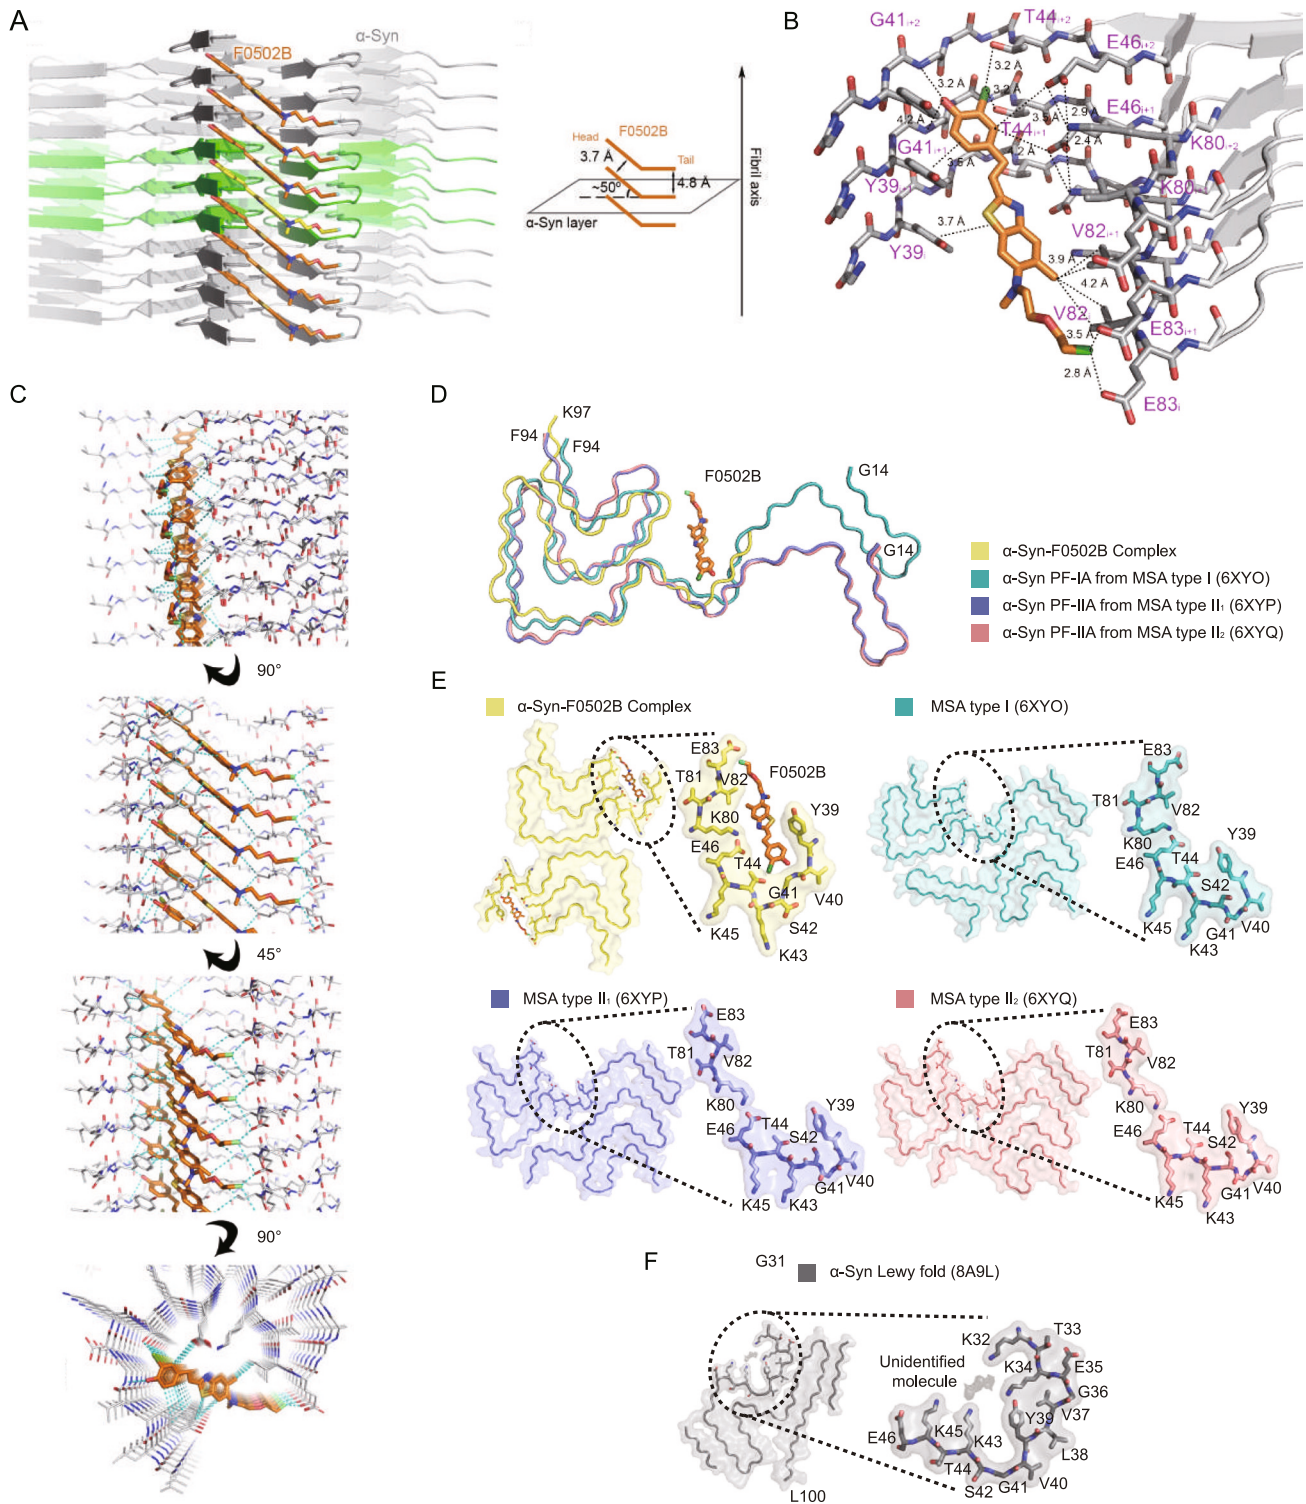 A
F0502B
α-Syn
Head
F0502B
3.7 Å
Tail
~50°
4.8 Å
α-Syn layer
Fibril axis
B
G41i+2
T44i+2
E46i+2
3.2 Å
3.2 Å
4.2 Å
3.5 Å
2.9 Å
E46i+1
T44i+1
2.4 Å
K80i+2
G41i+1
4.2 Å
3.5 Å
Y39i+1
K80i+1
3.7 Å
V82i+1
Y39i
3.9 Å
4.2 Å
V82
E83i+1
3.5 Å
2.8 Å
E83i
C
90°
45°
90°
D
K97
F94
F94
F0502B
G14
G14
α-Syn-F0502B Complex
α-Syn PF-IA from MSA type I (6XYO)
α-Syn PF-IIA from MSA type II₁ (6XYP)
α-Syn PF-IIA from MSA type II₂ (6XYQ)
E
α-Syn-F0502B Complex
E83
T81
V82
F0502B
K80
Y39
E46
T44
G41
V40
S42
K45
K43
MSA type I (6XYO)
E83
T81
V82
Y39
K80
T44
E46
S42
V40
G41
K45
K43
MSA type II₁ (6XYP)
E83
T81
V82
K80
Y39
T44
E46
S42
V40
G41
K45
K43
MSA type II₂ (6XYQ)
E83
T81
V82
K80
Y39
T44
E46
S42
V40
G41
K45
K43
F
G31
α-Syn Lewy fold (8A9L)
L100
T33
K32
Unidentified
molecule
K34
E35
G36
V37
Y39
K45
K43
E46
L38
T44
V40
G41
S42